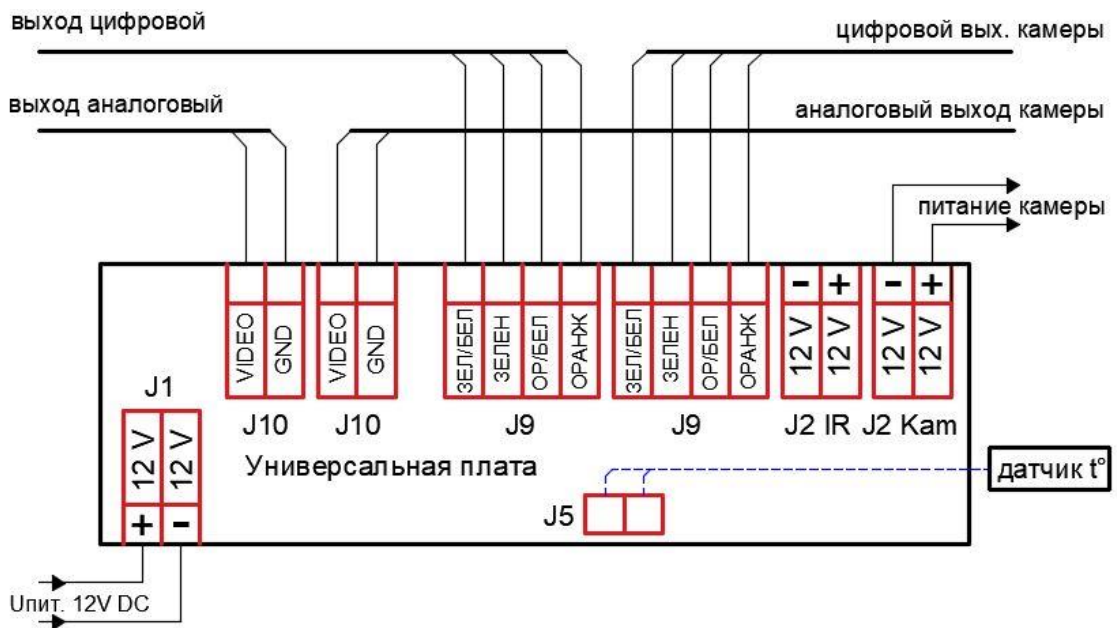 выход цифровой
цифровой вых. камеры
выход аналоговый
аналоговый выход камеры
питание камеры
- + - +
VIDEO GND VIDEO GND ЗЕЛ/БЕЛ ЗЕЛЕН ОР/БЕЛ ОРАНЖ ЗЕЛ/БЕЛ ЗЕЛЕН ОР/БЕЛ ОРАНЖ 12 V 12 V 12 V 12 V
J1
J10 J10 J9 J9 J2 IR J2 Kam
12 V 12 V
Универсальная плата
датчик t°
J5
+ -
Uпит. 12V DC